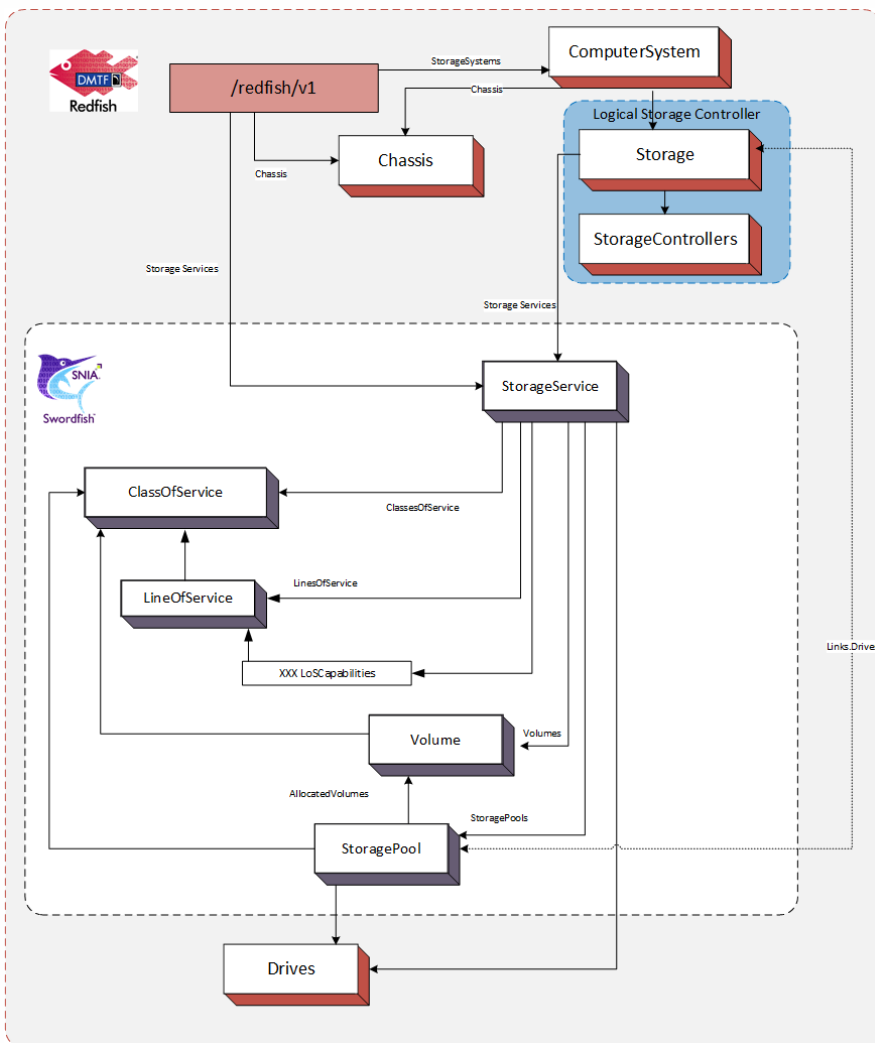 ComputerSystem
StorageSystems
DMTF
Redfish
/redfish/v1
Chassis
Logical Storage Controller
Storage
Chassis
Chassis
StorageControllers
Storage Services
Storage Services
SNIA
Swordfish
StorageService
ClassOfService
ClassesOfService
LinesOfService
LineOfService
Links.Drive
XXX LoSCapabilities
Volume
Volumes
AllocatedVolumes
StoragePools
StoragePool
Drives